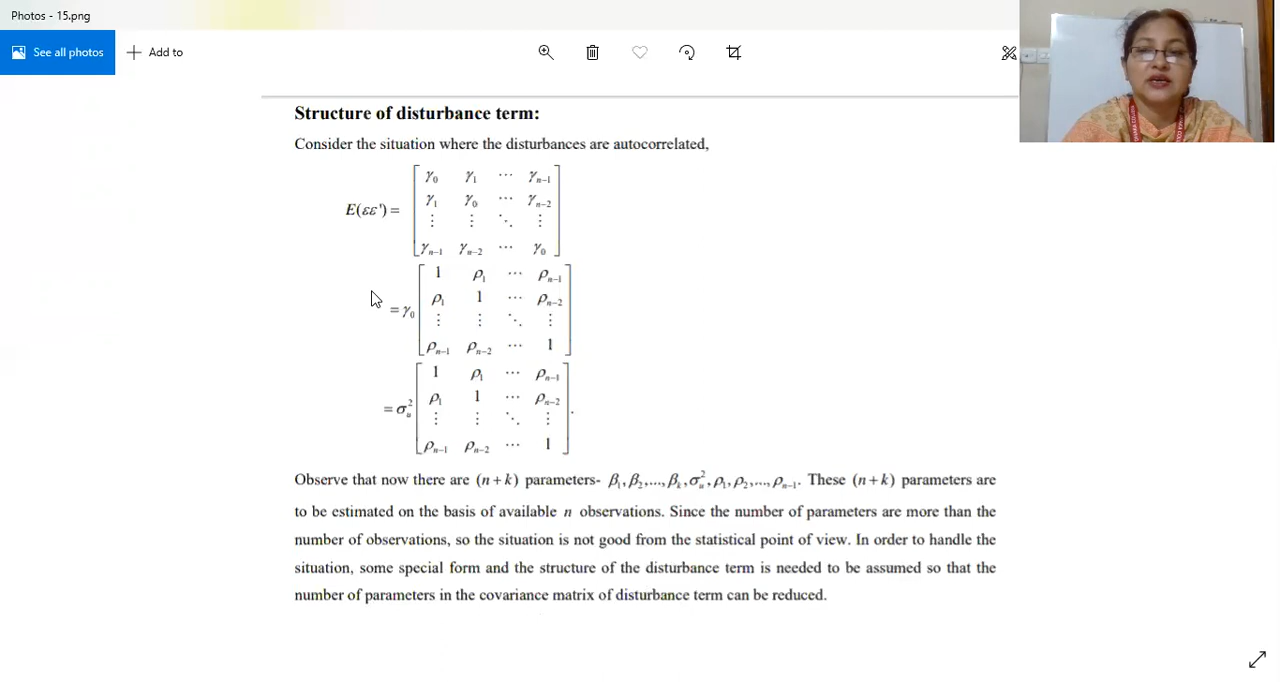 Photos - 15.png
See all photos
Add to
Structure of disturbance term:
Consider the situation where the disturbances are autocorrelated,
E(εε') = [ γ₀ γ₁ ⋯ γₙ₋₁
γ₁ γ₀ ⋯ γₙ₋₂
⋮ ⋮ ⋱ ⋮
γₙ₋₁ γₙ₋₂ ⋯ γ₀ ]
= γ₀ [ 1 ρ₁ ⋯ ρₙ₋₁
ρ₁ 1 ⋯ ρₙ₋₂
⋮ ⋮ ⋱ ⋮
ρₙ₋₁ ρₙ₋₂ ⋯ 1 ]
= σᵤ² [ 1 ρ₁ ⋯ ρₙ₋₁
ρ₁ 1 ⋯ ρₙ₋₂
⋮ ⋮ ⋱ ⋮
ρₙ₋₁ ρₙ₋₂ ⋯ 1 ].
Observe that now there are (n+k) parameters- β₁,β₂,...,βₖ,σᵤ²,ρ₁,ρ₂,...,ρₙ₋₁. These (n+k) parameters are
to be estimated on the basis of available n observations. Since the number of parameters are more than the
number of observations, so the situation is not good from the statistical point of view. In order to handle the
situation, some special form and the structure of the disturbance term is needed to be assumed so that the
number of parameters in the covariance matrix of disturbance term can be reduced.